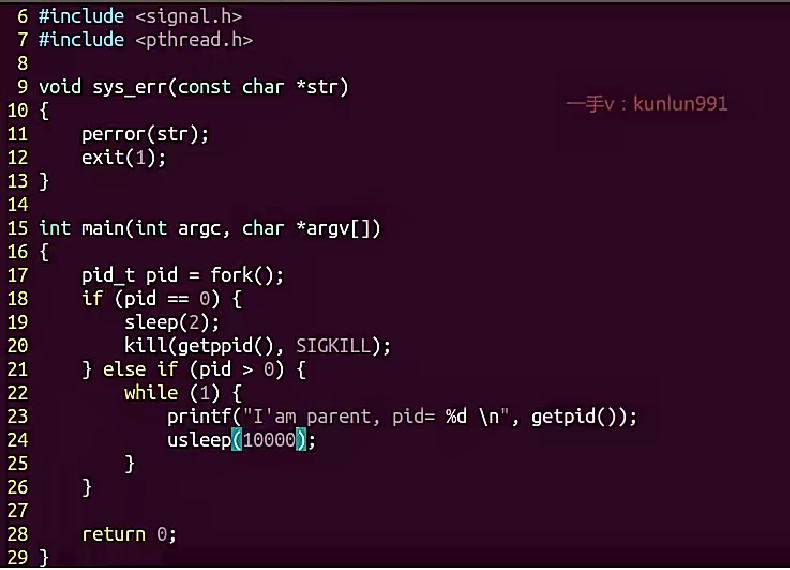 6 #include <signal.h>
7 #include <pthread.h>
8
9 void sys_err(const char *str)
一手v：kunlun991
10 {
11     perror(str);
12     exit(1);
13 }
14
15 int main(int argc, char *argv[])
16 {
17     pid_t pid = fork();
18     if (pid == 0) {
19         sleep(2);
20         kill(getppid(), SIGKILL);
21     } else if (pid > 0) {
22         while (1) {
23             printf("I'am parent, pid= %d \n", getpid());
24             usleep(10000);
25         }
26     }
27
28     return 0;
29 }